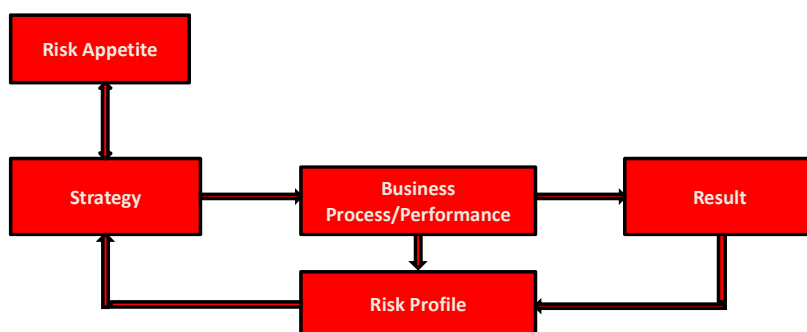 Risk Appetite
Strategy
Business
Process/Performance
Result
Risk Profile